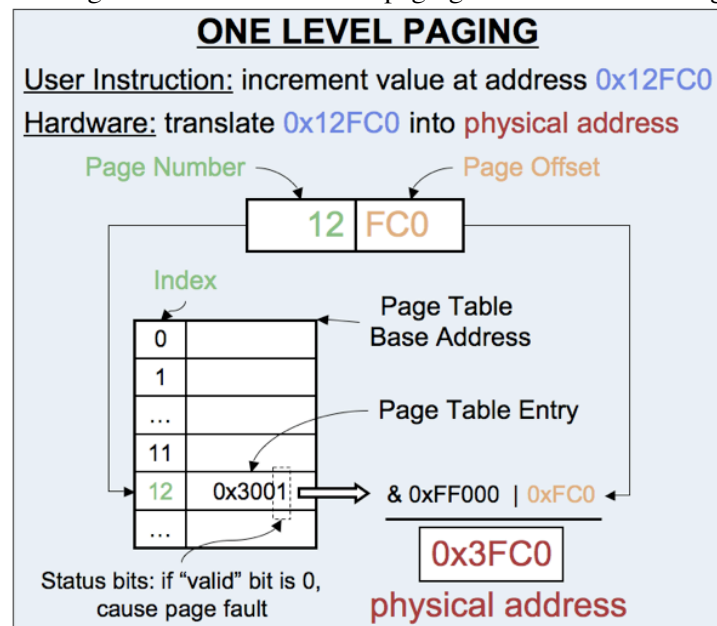 ONE LEVEL PAGING
User Instruction: increment value at address 0x12FC0
Hardware: translate 0x12FC0 into physical address
Page Number
Page Offset
12 FC0
Index
Page Table
Base Address
0
1
...
11
Page Table Entry
12 0x3001
& 0xFF000 | 0xFC0
...
0x3FC0
Status bits: if “valid” bit is 0,
cause page fault
physical address